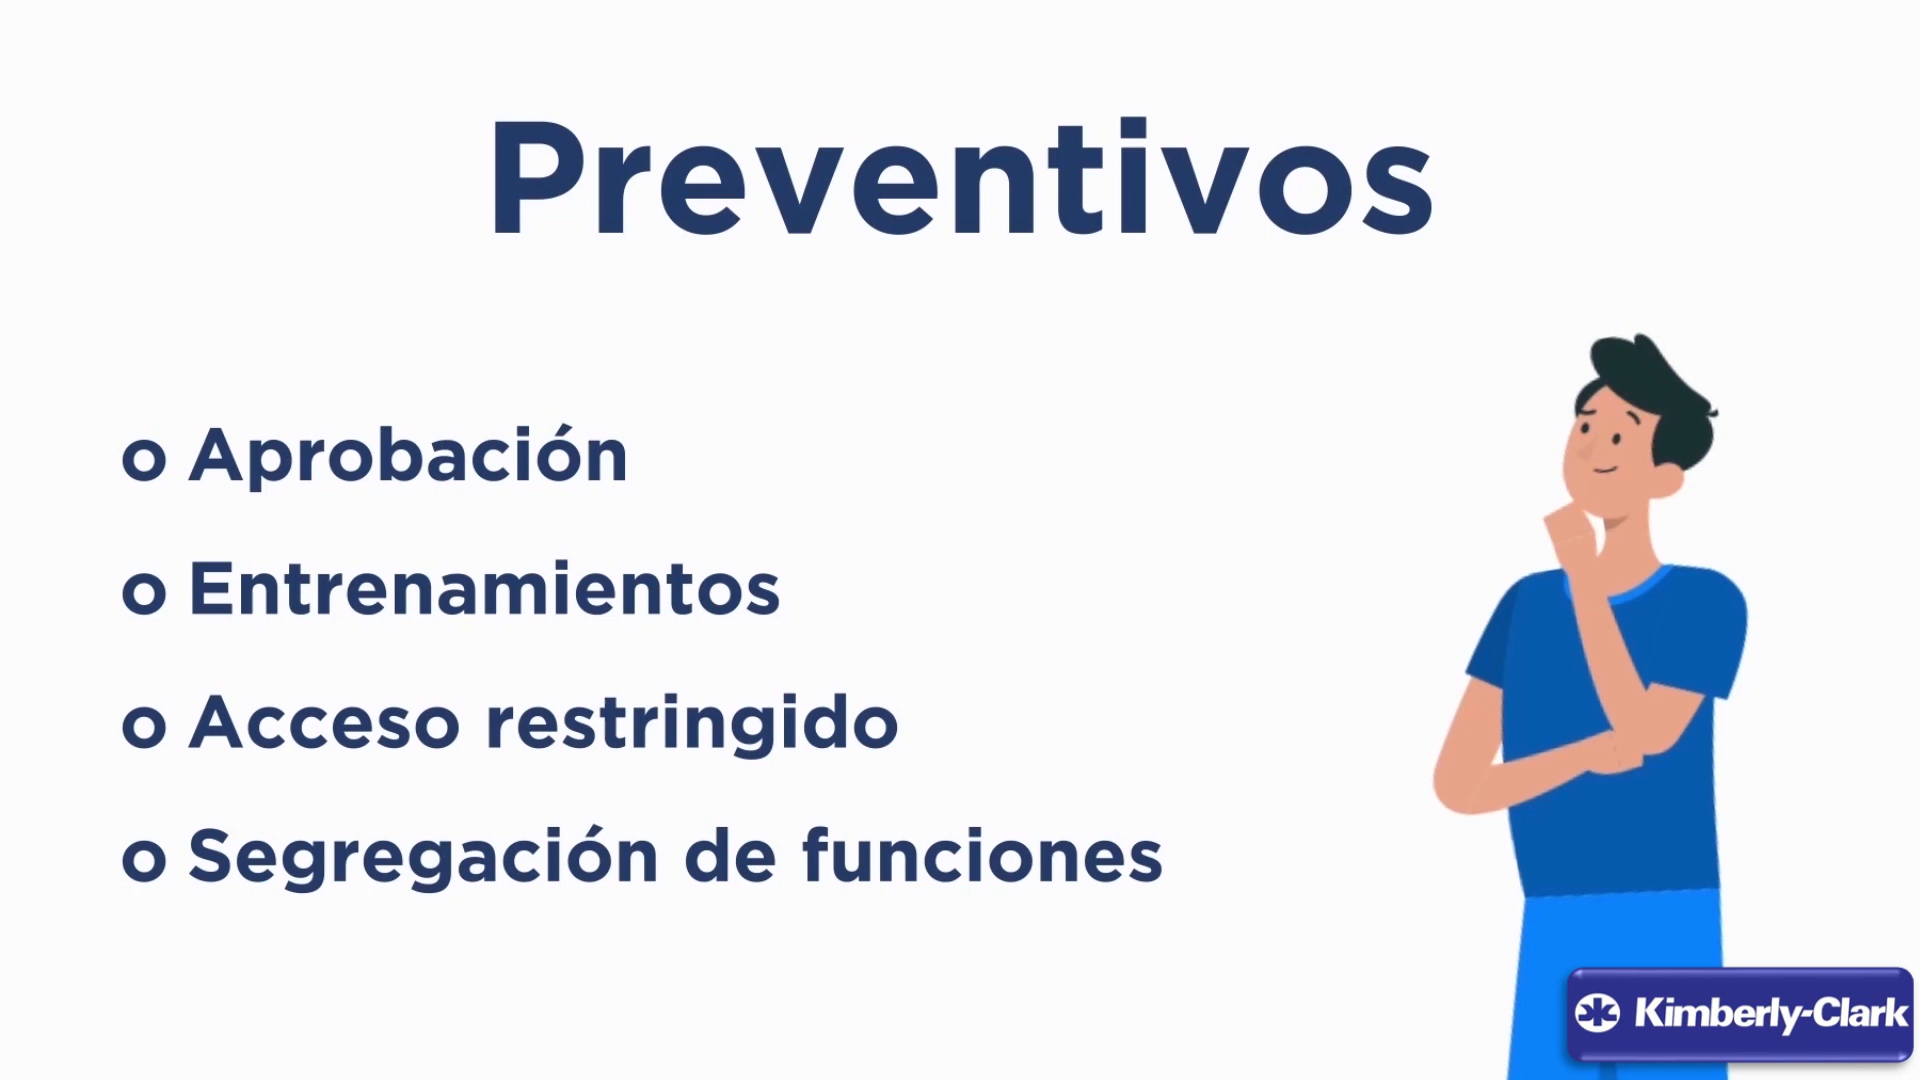 Preventivos
o Aprobación
o Entrenamientos
o Acceso restringido
o Segregación de funciones
Kimberly-Clark